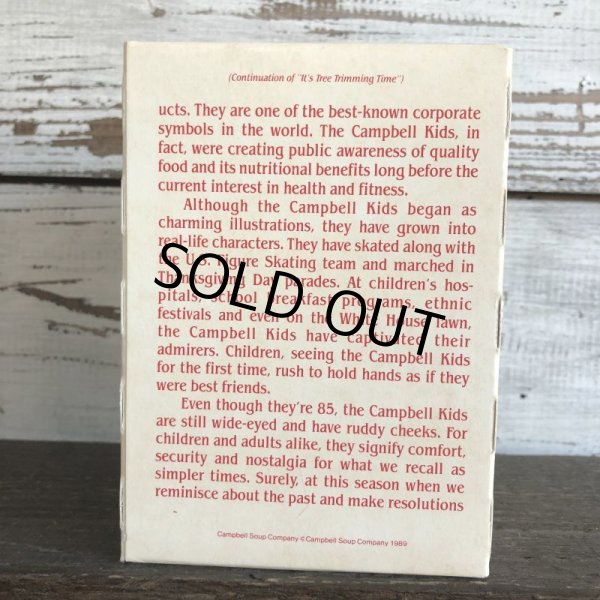 (Continuation of "It's Tree Trimming Time")
ucts. They are one of the best-known corporate
symbols in the world. The Campbell Kids, in
fact, were creating public awareness of quality
food and its nutritional benefits long before the
current interest in health and fitness.
Although the Campbell Kids began as
charming illustrations, they have grown into
real-life characters. They have skated along with
the U.S. Figure Skating team and marched in
Thanksgiving Day parades. At children's hos-
pitals, school breakfast programs, ethnic
festivals and even on the White House lawn,
the Campbell Kids have captivated their
admirers. Children, seeing the Campbell Kids
for the first time, rush to hold hands as if they
were best friends.
Even though they're 85, the Campbell Kids
are still wide-eyed and have ruddy cheeks. For
children and adults alike, they signify comfort,
security and nostalgia for what we recall as
simpler times. Surely, at this season when we
reminisce about the past and make resolutions
Campbell Soup Company © Campbell Soup Company 1989
SOLD OUT